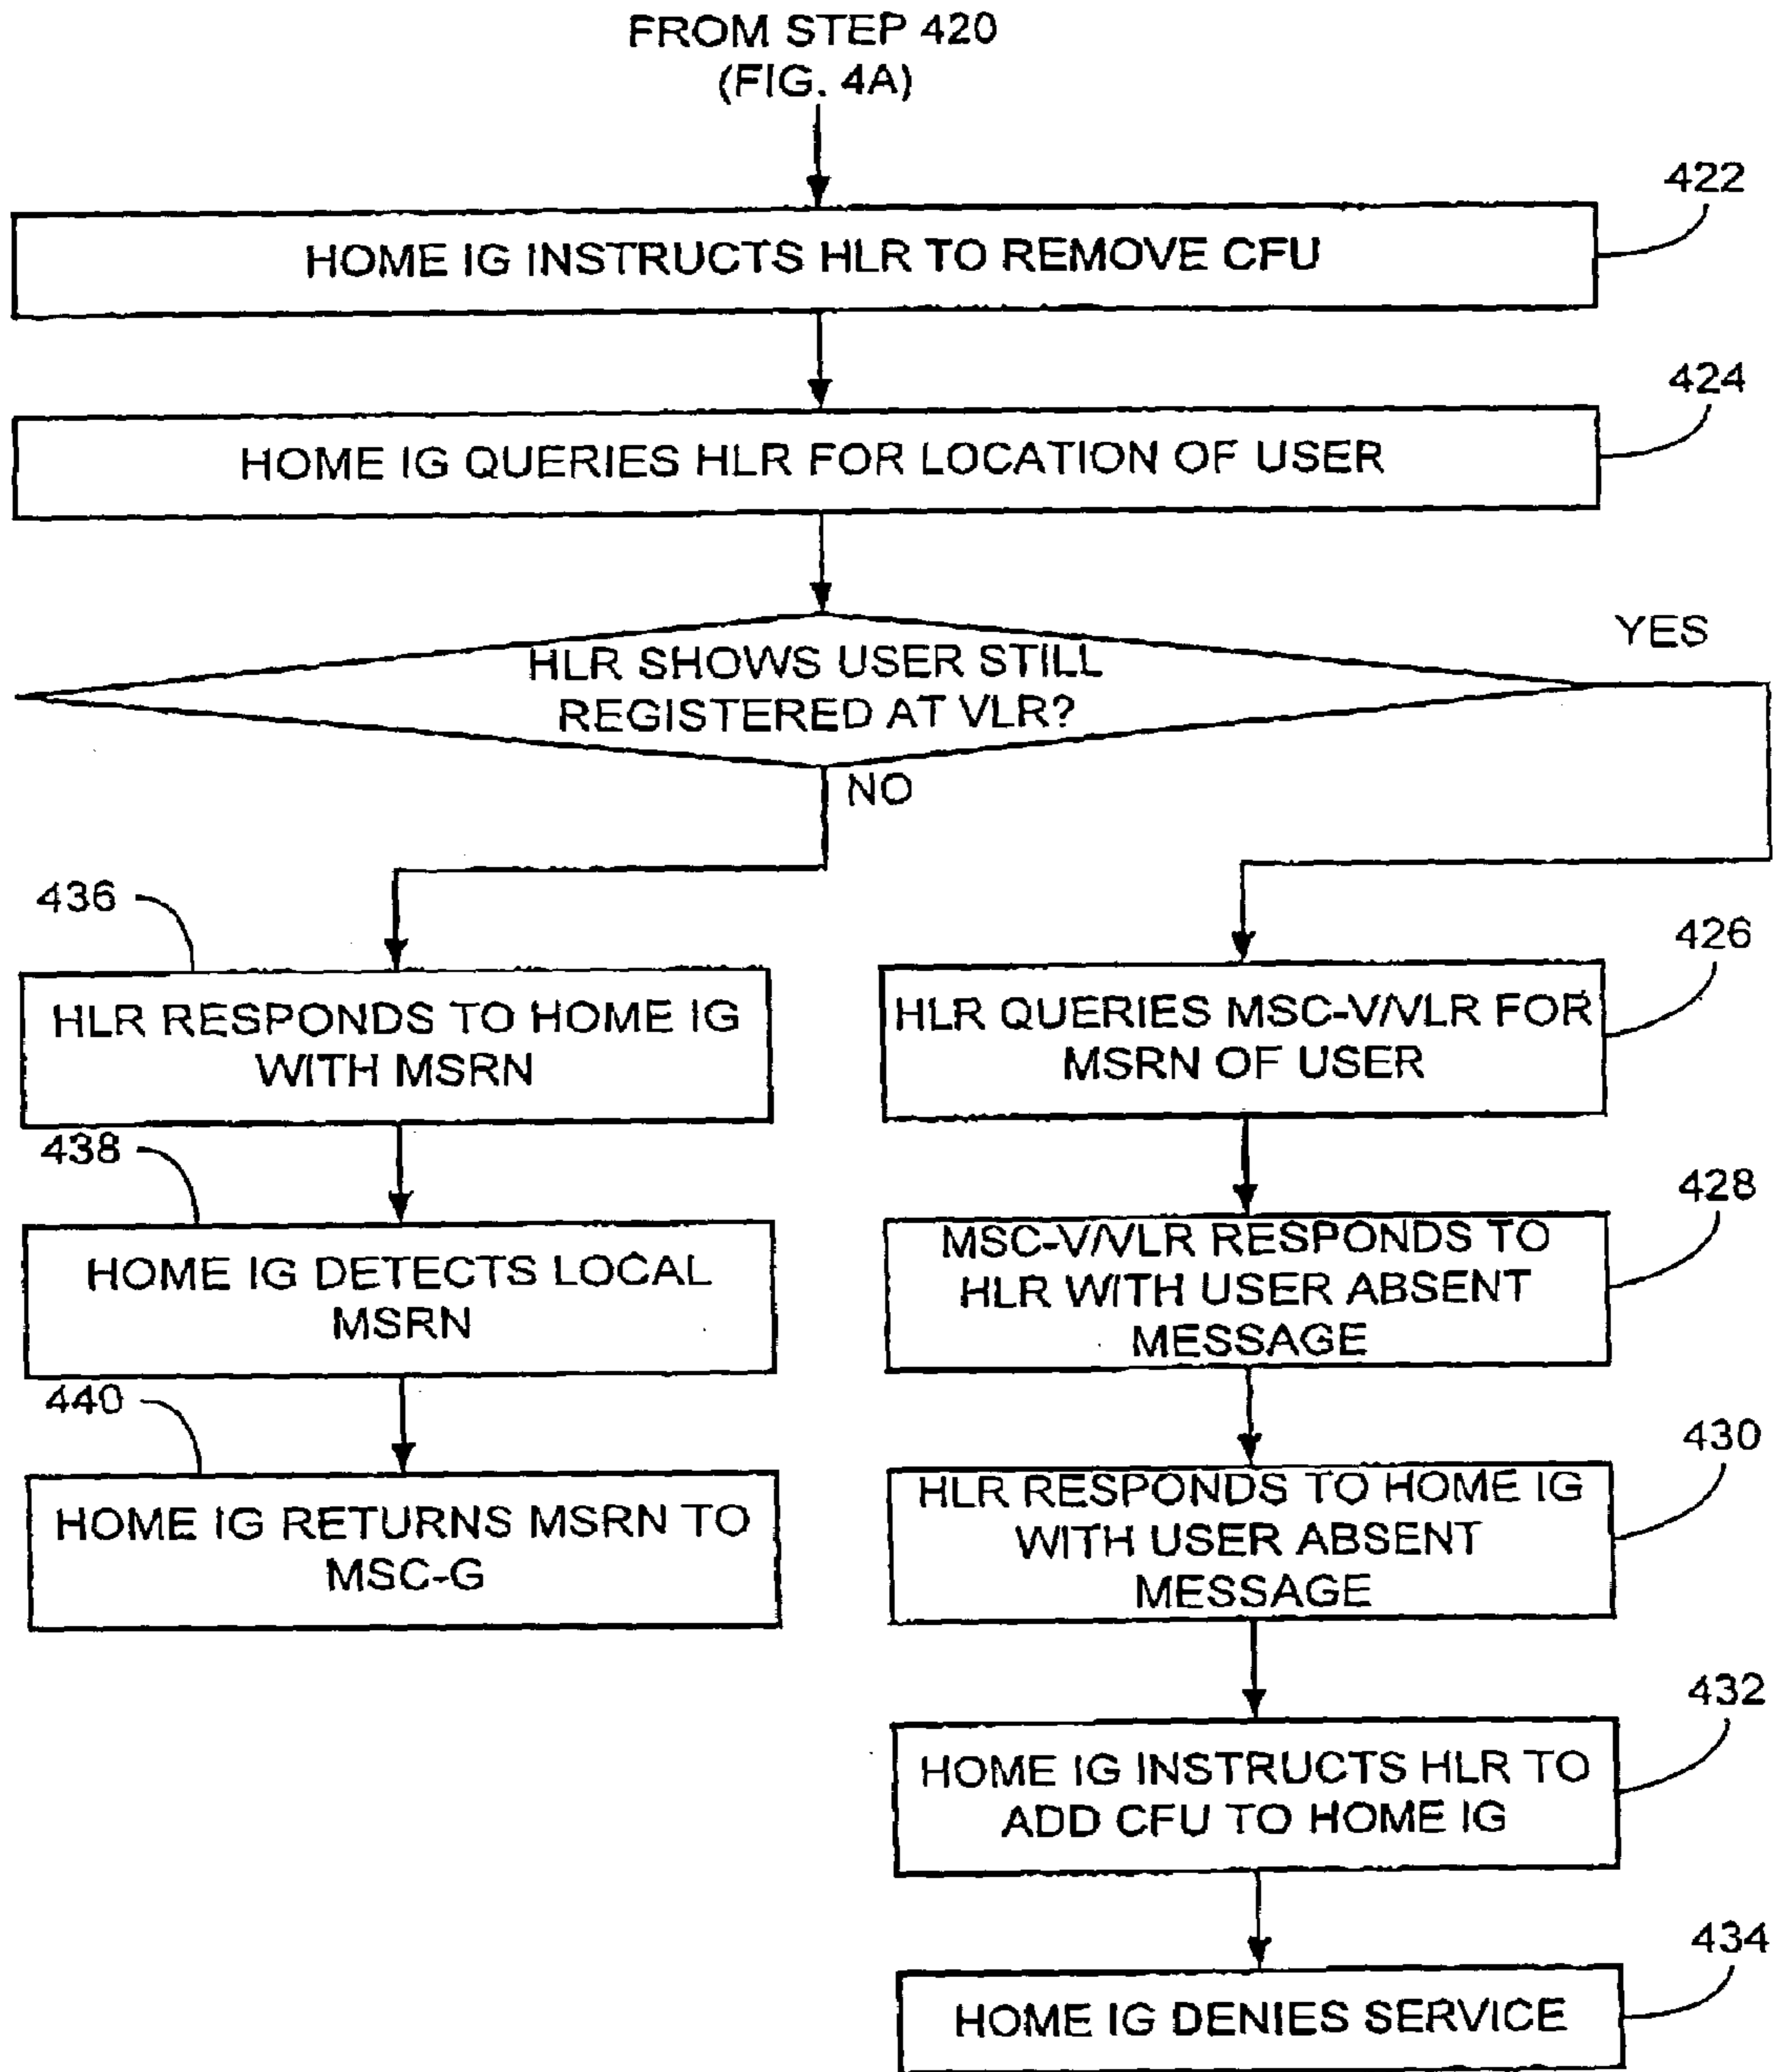 FROM STEP 420
(FIG. 4A)
422
HOME IG INSTRUCTS HLR TO REMOVE CFU
424
HOME IG QUERIES HLR FOR LOCATION OF USER
YES
HLR SHOWS USER STILL
REGISTERED AT VLR?
NO
436
HLR RESPONDS TO HOME IG
WITH MSRN
438
HOME IG DETECTS LOCAL
MSRN
440
HOME IG RETURNS MSRN TO
MSC-G
426
HLR QUERIES MSC-V/VLR FOR
MSRN OF USER
428
MSC-V/VLR RESPONDS TO
HLR WITH USER ABSENT
MESSAGE
430
HLR RESPONDS TO HOME IG
WITH USER ABSENT
MESSAGE
432
HOME IG INSTRUCTS HLR TO
ADD CFU TO HOME IG
434
HOME IG DENIES SERVICE